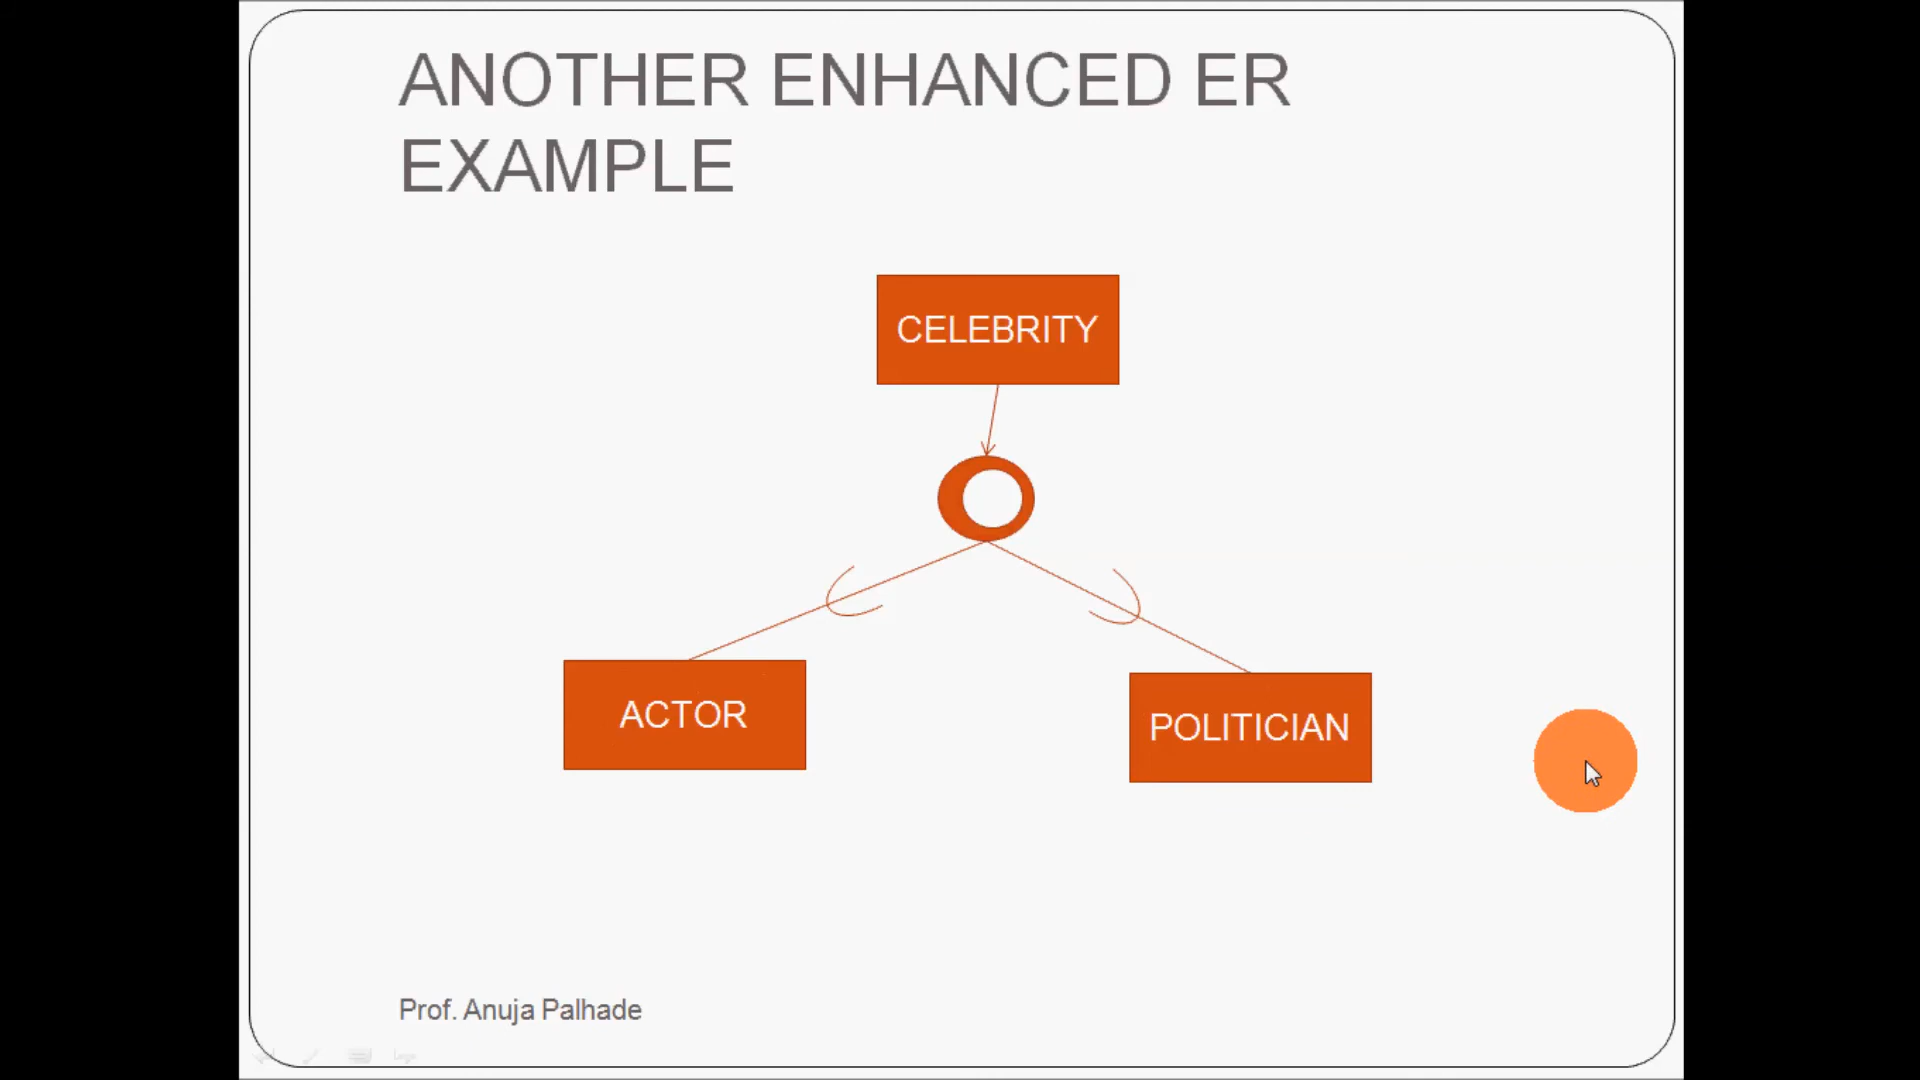 ANOTHER ENHANCED ER
EXAMPLE
CELEBRITY
ACTOR
POLITICIAN
Prof. Anuja Palhade